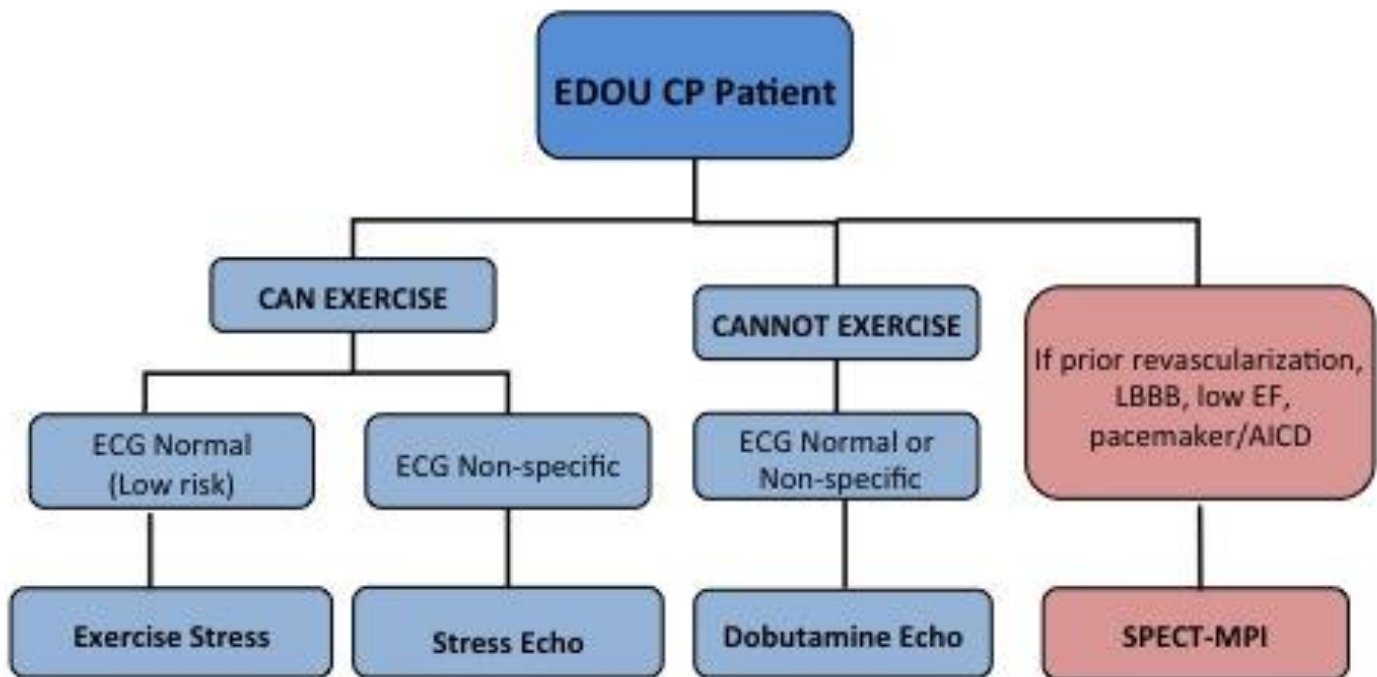 EDOU CP Patient
CAN EXERCISE
CANNOT EXERCISE
If prior revascularization,
LBBB, low EF,
pacemaker/AICD
ECG Normal
(Low risk)
ECG Non-specific
ECG Normal or
Non-specific
Exercise Stress
Stress Echo
Dobutamine Echo
SPECT-MPI